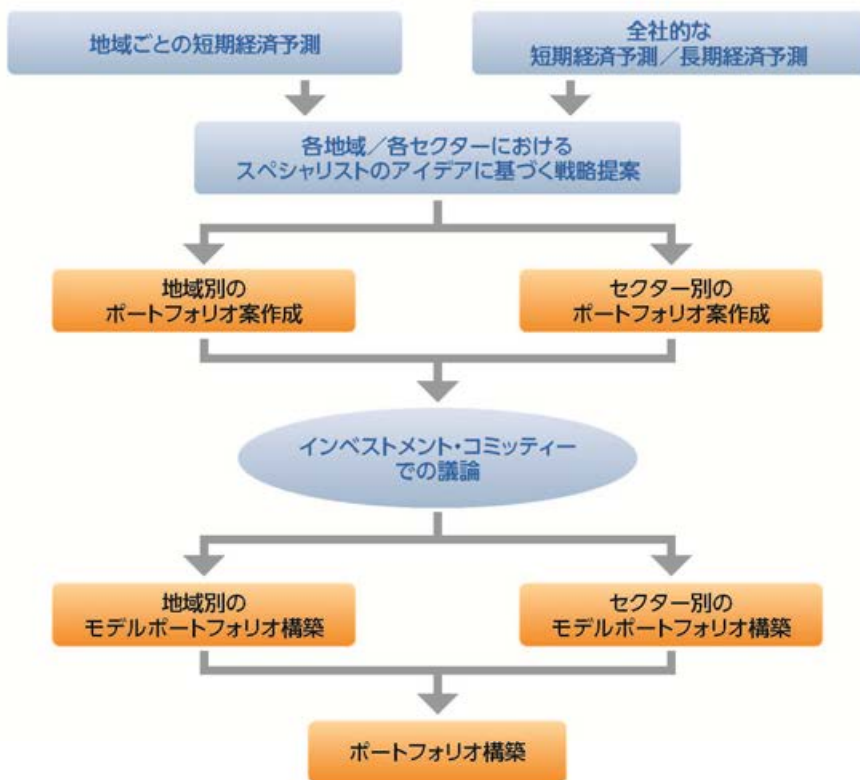 地域ごとの短期経済予測
全社的な
短期経済予測／長期経済予測
各地域／各セクターにおける
スペシャリストのアイデアに基づく戦略提案
地域別の
ポートフォリオ案作成
セクター別の
ポートフォリオ案作成
インベストメント・コミッティー
での議論
地域別の
モデルポートフォリオ構築
セクター別の
モデルポートフォリオ構築
ポートフォリオ構築